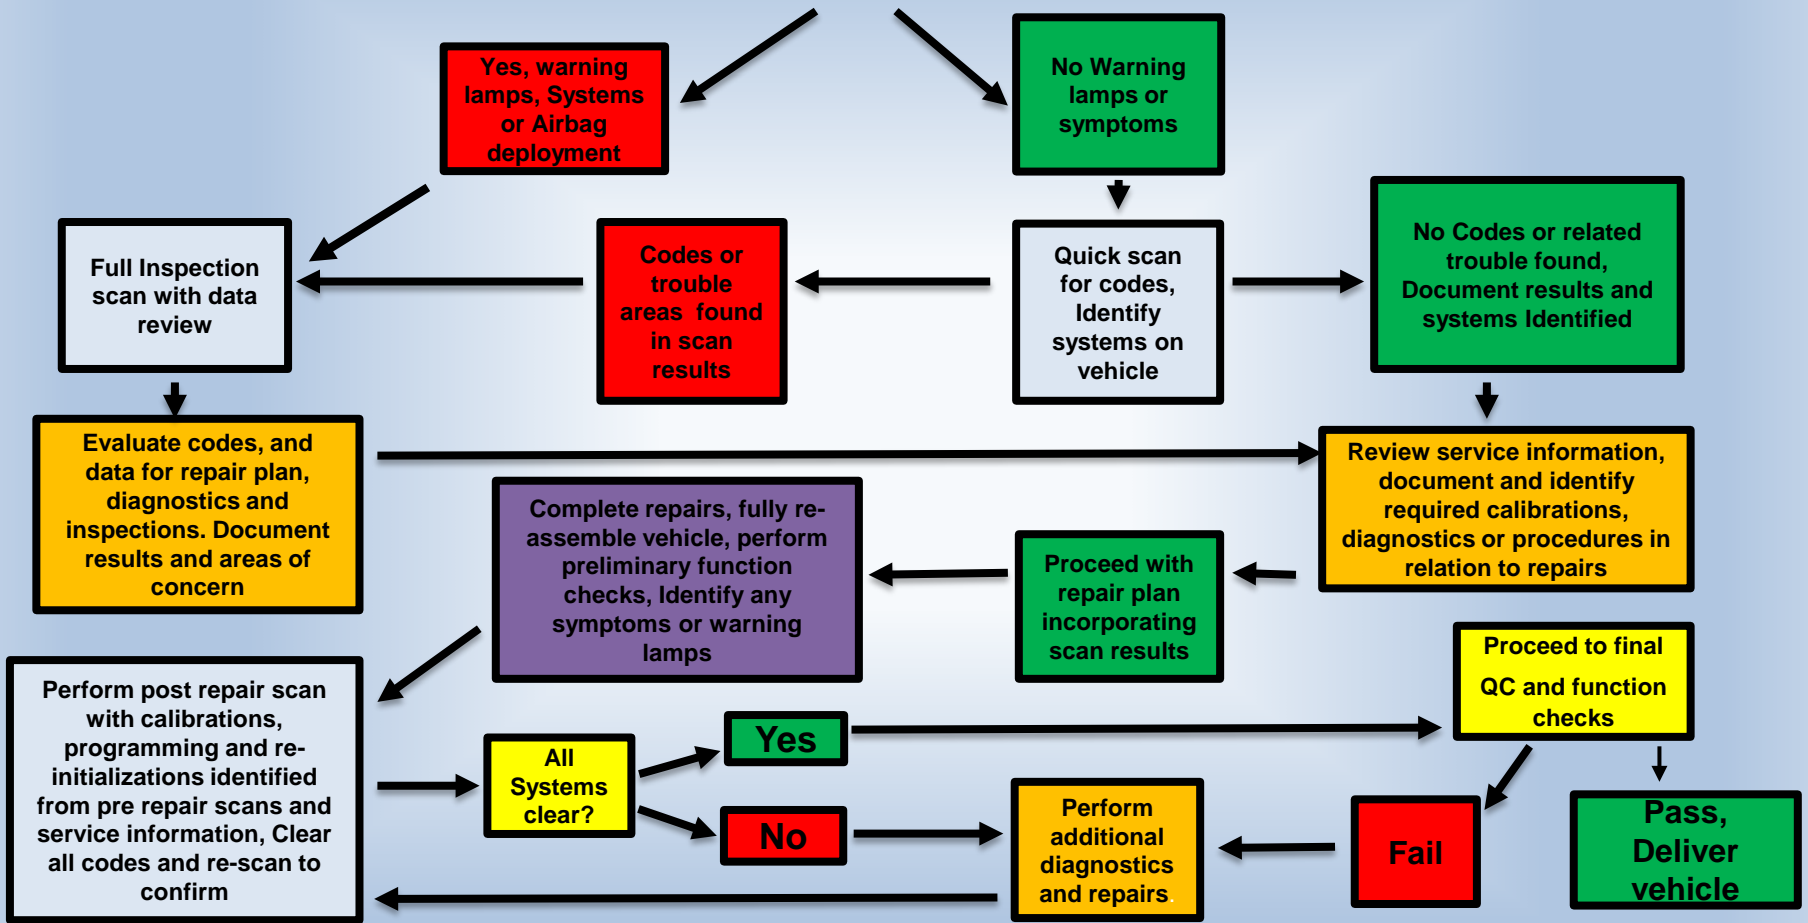 Yes, warning
lamps, Systems
or Airbag
deployment
No Warning
lamps or
symptoms
Full Inspection
scan with data
review
Codes or
trouble
areas found
in scan
results
Quick scan
for codes,
Identify
systems on
vehicle
No Codes or related
trouble found,
Document results and
systems Identified
Evaluate codes, and
data for repair plan,
diagnostics and
inspections. Document
results and areas of
concern
Complete repairs, fully re-
assemble vehicle, perform
preliminary function
checks, Identify any
symptoms or warning
lamps
Proceed with
repair plan
incorporating
scan results
Review service information,
document and identify
required calibrations,
diagnostics or procedures in
relation to repairs
Perform post repair scan
with calibrations,
programming and re-
initializations identified
from pre repair scans and
service information, Clear
all codes and re-scan to
confirm
All
Systems
clear?
Yes
No
Perform
additional
diagnostics
and repairs.
Proceed to final
QC and function
checks
Fail
Pass,
Deliver
vehicle